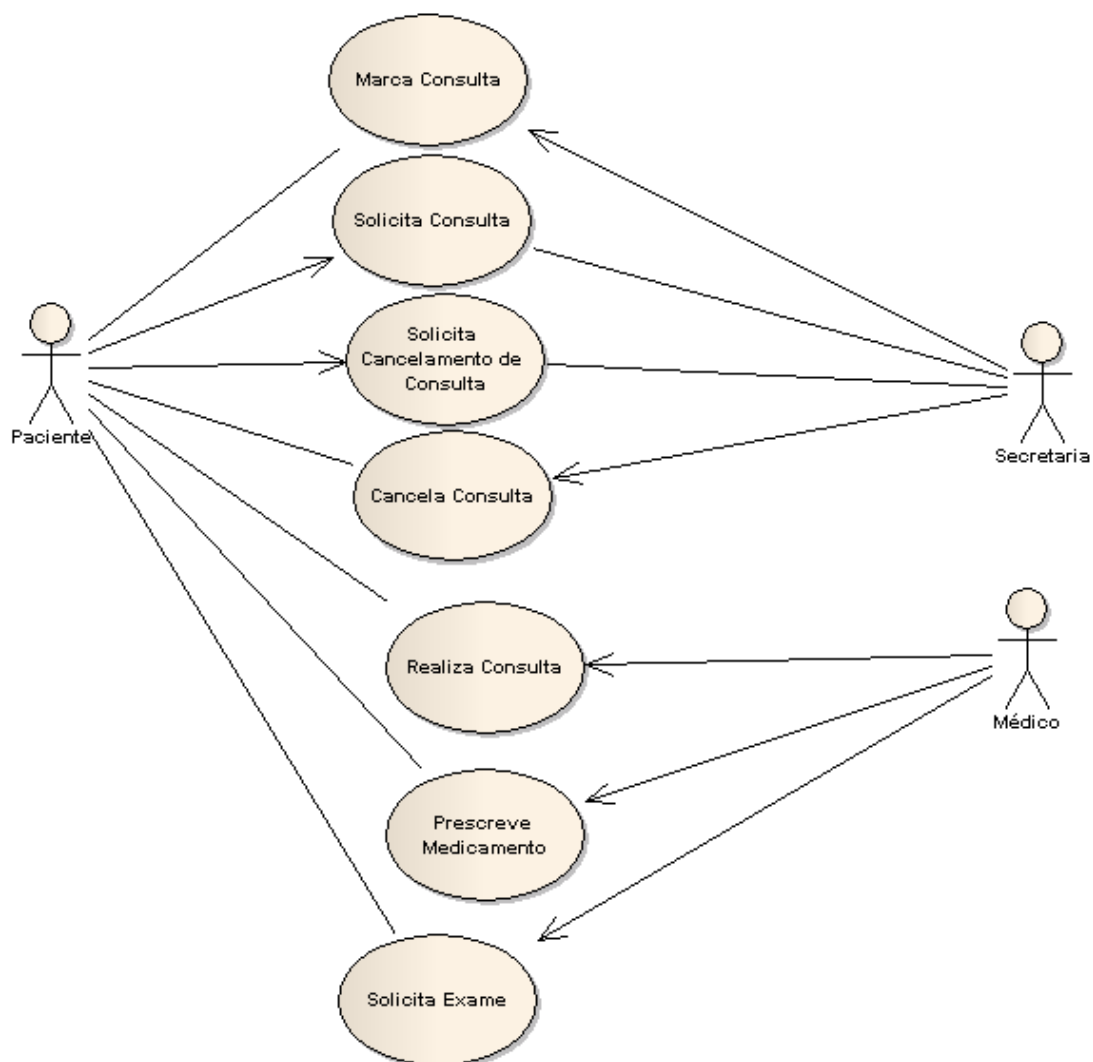 Marca Consulta
Solicita Consulta
Solicita
Cancelamento de
Consulta
Paciente
Secretaria
Cancela Consulta
Realiza Consulta
Médico
Prescreve
Medicamento
Solicita Exame